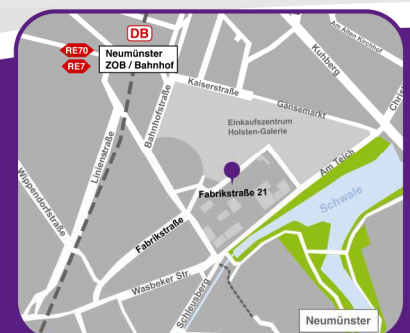 DB
RE70
RE7
Neumünster
ZOB / Bahnhof
Am Alten Kirchhof
Kuhberg
Kaiserstraße
Gänsemarkt
Bahnhofstraße
Linienstraße
Wippendorfstraße
Einkaufszentrum
Holsten-Galerie
Am Teich
Schwale
Fabrikstraße 21
Fabrikstraße
Wasbeker Str.
Schleusberg
Neumünster